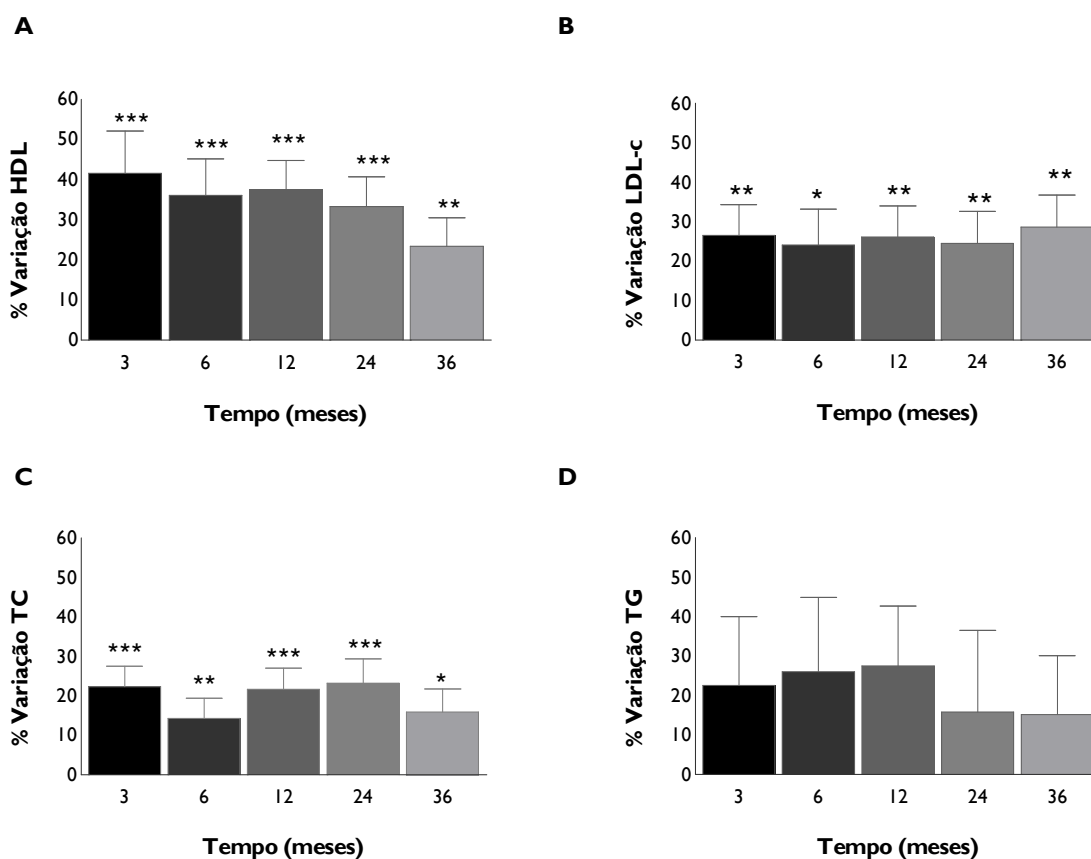 A
% Variação HDL
60
50
40
30
20
10
0
*** *** *** *** **
3 6 12 24 36
Tempo (meses)
B
% Variação LDL-c
60
50
40
30
20
10
0
** * ** ** **
3 6 12 24 36
Tempo (meses)
C
% Variação TC
60
50
40
30
20
10
0
*** ** *** *** *
3 6 12 24 36
Tempo (meses)
D
% Variação TG
60
50
40
30
20
10
0
3 6 12 24 36
Tempo (meses)